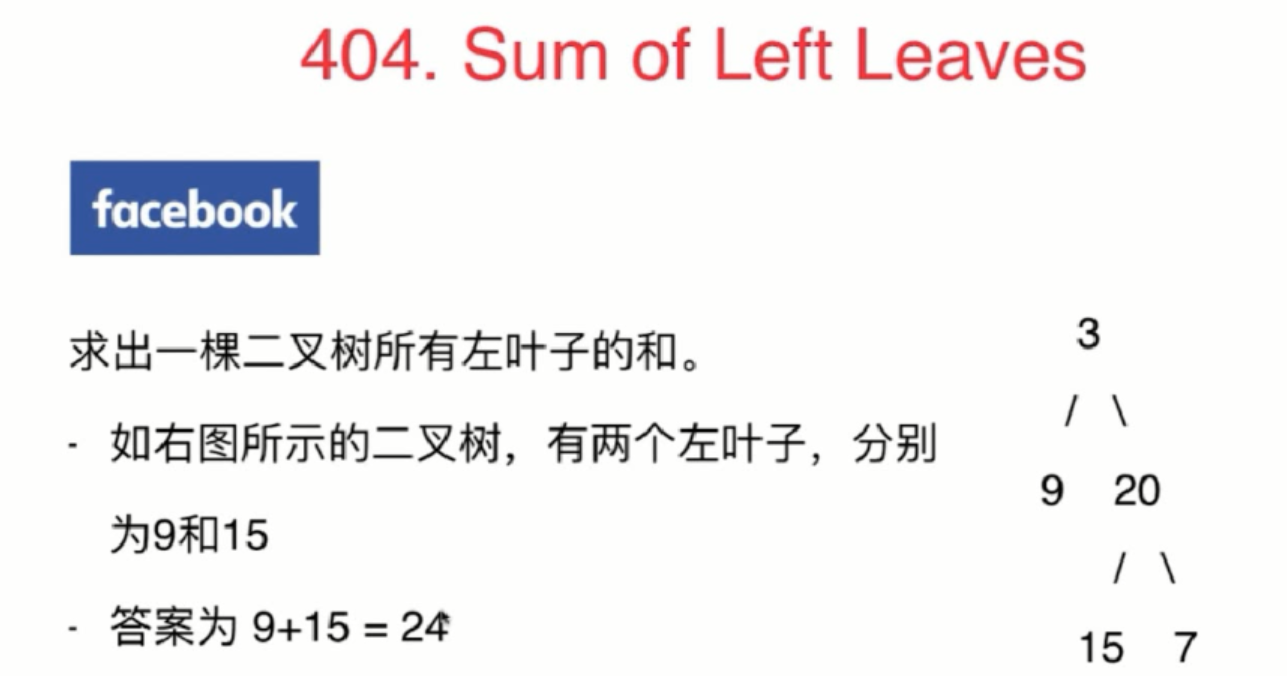 404. Sum of Left Leaves
facebook
求出一棵二叉树所有左叶子的和。
- 如右图所示的二叉树，有两个左叶子，分别
为9和15
- 答案为 9+15 = 24
3
/ \
9 20
/ \
15 7